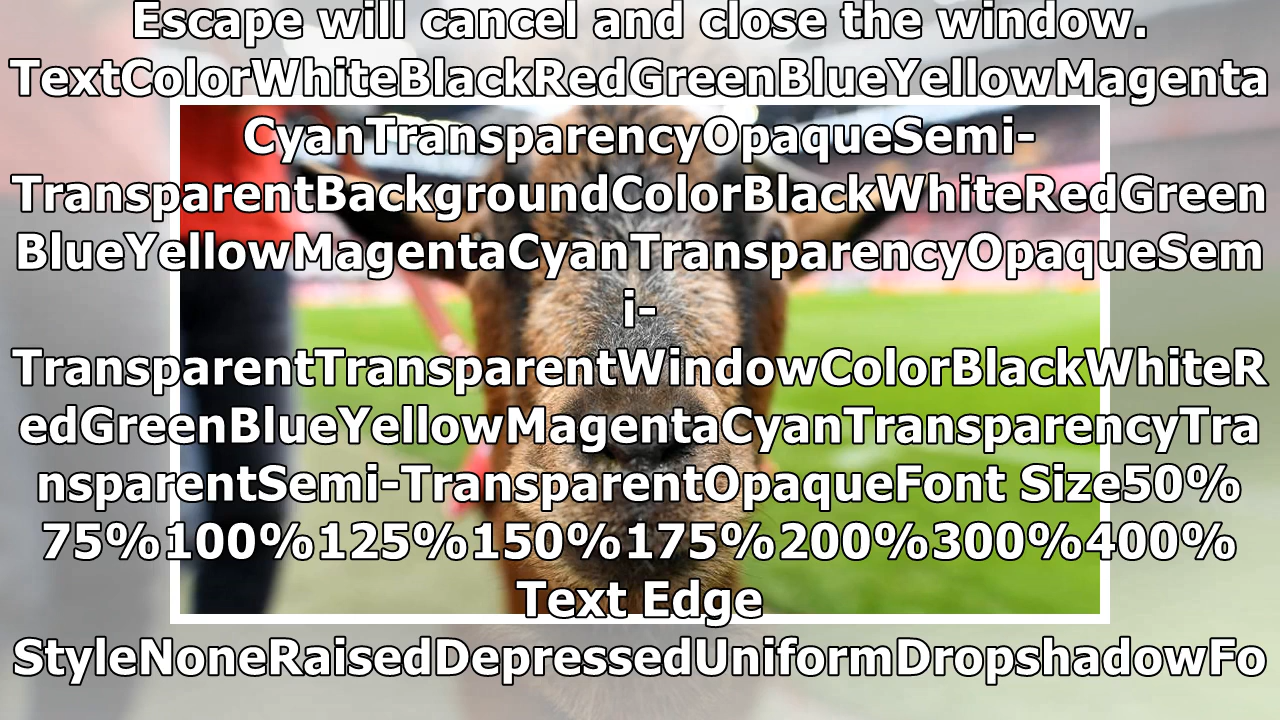 Escape will cancel and close the window.
TextColorWhiteBlackRedGreenBlueYellowMagenta
CyanTransparencyOpaqueSemi-
TransparentBackgroundColorBlackWhiteRedGreen
BlueYellowMagentaCyanTransparencyOpaqueSem
i-
TransparentTransparentWindowColorBlackWhiteR
edGreenBlueYellowMagentaCyanTransparencyTra
nsparentSemi-TransparentOpaqueFont Size50%
75%100%125%150%175%200%300%400%
Text Edge
StyleNoneRaisedDepressedUniformDropshadowFo